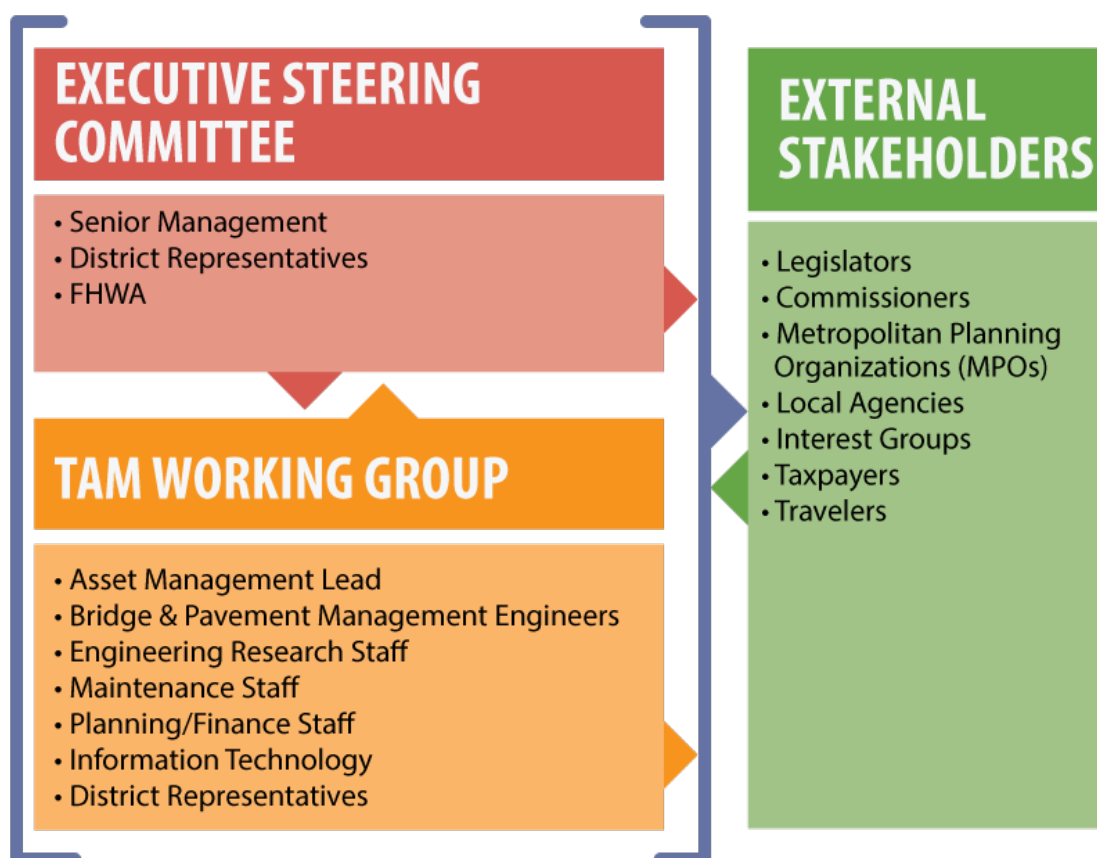 EXECUTIVE STEERING
COMMITTEE
• Senior Management
• District Representatives
• FHWA
TAM WORKING GROUP
• Asset Management Lead
• Bridge & Pavement Management Engineers
• Engineering Research Staff
• Maintenance Staff
• Planning/Finance Staff
• Information Technology
• District Representatives
EXTERNAL
STAKEHOLDERS
• Legislators
• Commissioners
• Metropolitan Planning
Organizations (MPOs)
• Local Agencies
• Interest Groups
• Taxpayers
• Travelers